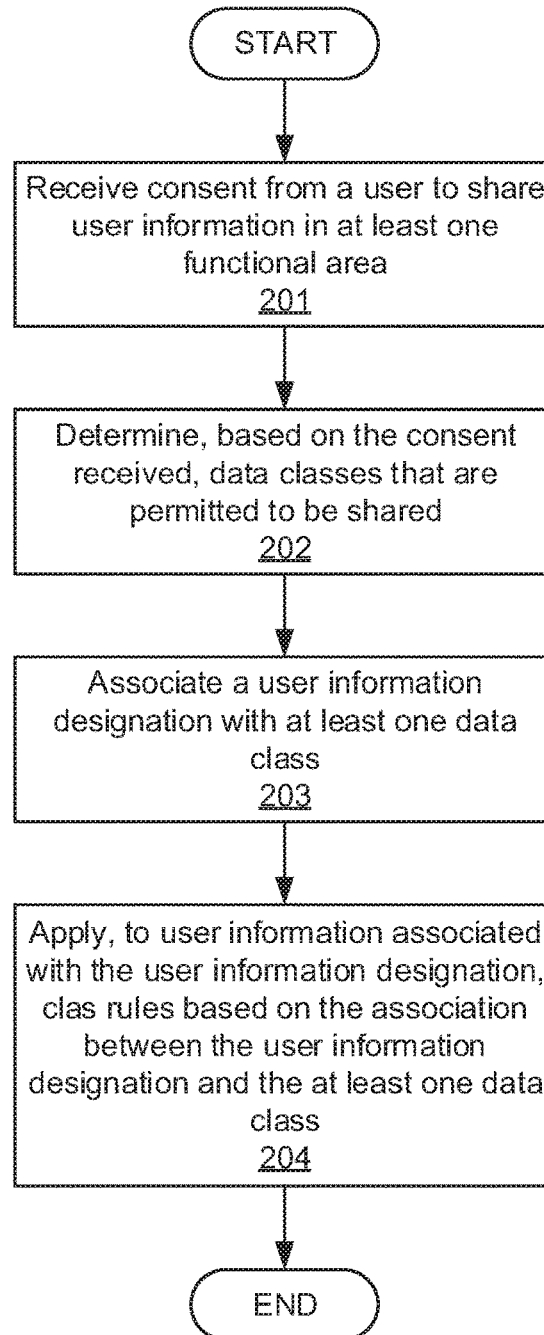 START
Receive consent from a user to share
user information in at least one
functional area
201
Determine, based on the consent
received, data classes that are
permitted to be shared
202
Associate a user information
designation with at least one data
class
203
Apply, to user information associated
with the user information designation,
clas rules based on the association
between the user information
designation and the at least one data
class
204
END